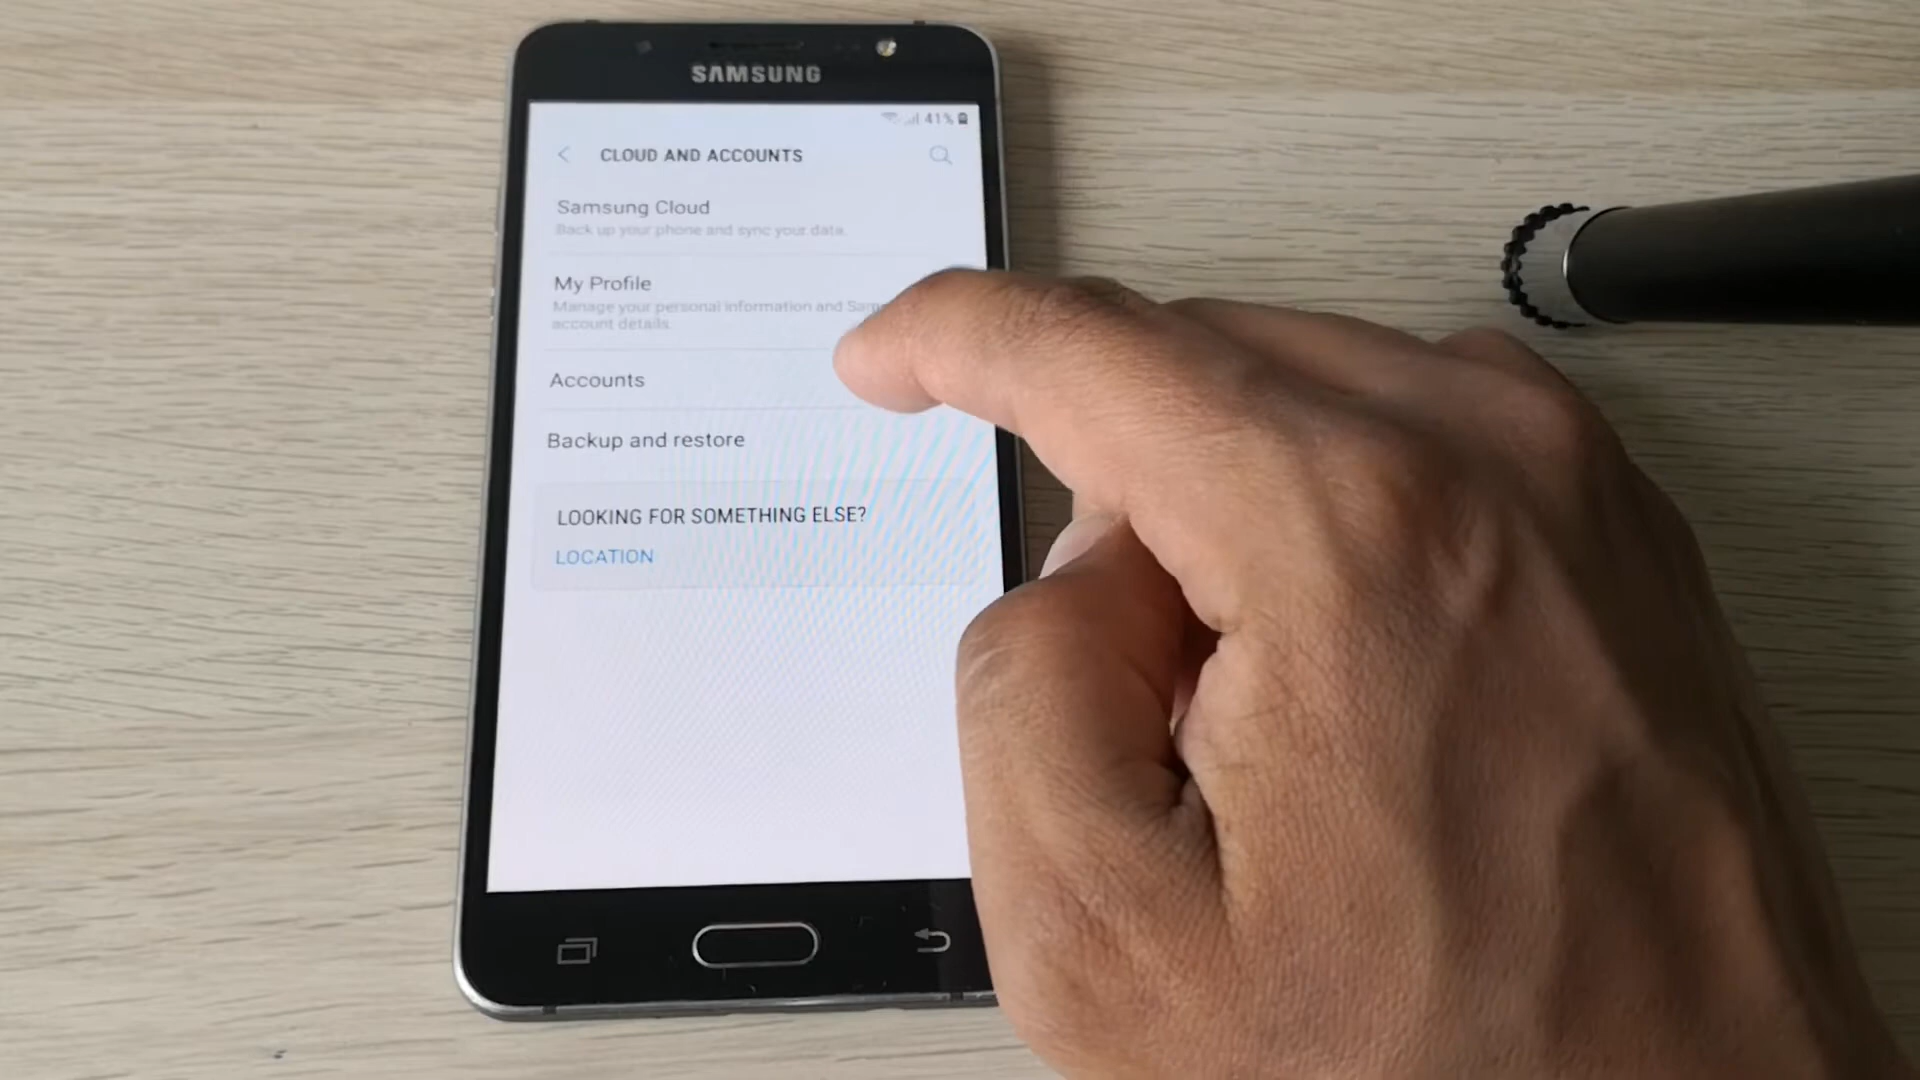 SAMSUNG
41%
CLOUD AND ACCOUNTS
Samsung Cloud
Back up your phone and sync your data.
My Profile
Manage your personal information and
account details.
Accounts
Backup and restore
LOOKING FOR SOMETHING ELSE?
LOCATION